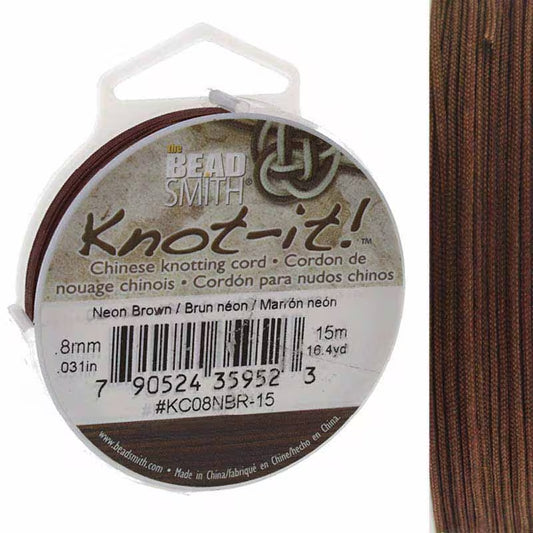 the
BEAD
SMITH®
Knot-it!™
Chinese knotting cord • Cordon de
nouage chinois • Cordón para nudos chinos
Neon Brown / Brun néon / Marrón neón
.8mm
.031in
15m
16.4yd
7 90524 35952 3
#KC08NBR-15
www.beadsmith.com • Made in China/fabriqué en Chine/hecho en China.